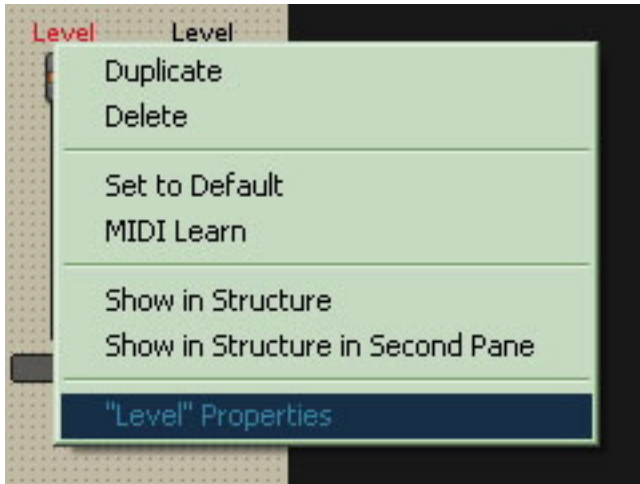 Level Level
Duplicate
Delete
Set to Default
MIDI Learn
Show in Structure
Show in Structure in Second Pane
"Level" Properties